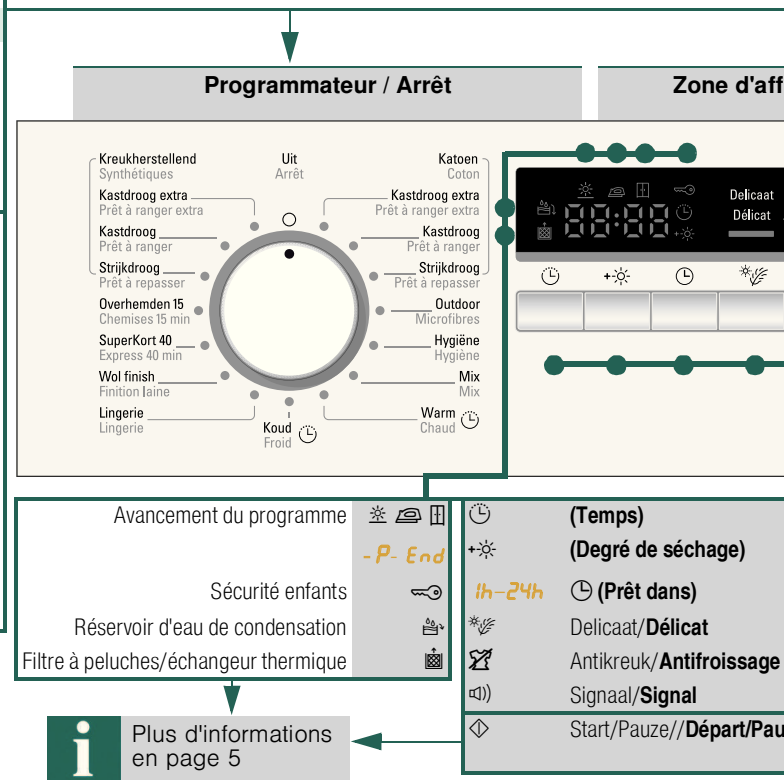 Programmateur / Arrêt
Zone d'aff
Kreukherstellend
Synthétiques
Kastdroog extra
Prêt à ranger extra
Kastdroog
Prêt à ranger
Strijkdroog
Prêt à repasser
Overhemden 15
Chemises 15 min
SuperKort 40
Express 40 min
Wol finish
Finition laine
Lingerie
Lingerie
Uit
Arrêt
Koud
Froid
Katoen
Coton
Kastdroog extra
Prêt à ranger extra
Kastdroog
Prêt à ranger
Strijkdroog
Prêt à repasser
Outdoor
Microfibres
Hygiëne
Hygiène
Mix
Mix
Warm
Chaud
88:88
Delicaat
Délicat
Avancement du programme
-P- End
Sécurité enfants
Réservoir d'eau de condensation
Filtre à peluches/échangeur thermique
(Temps)
(Degré de séchage)
1h-24h (Prêt dans)
Delicaat/Délicat
Antikreuk/Antifroissage
Signaal/Signal
Start/Pauze//Départ/Pau
i
Plus d'informations
en page 5